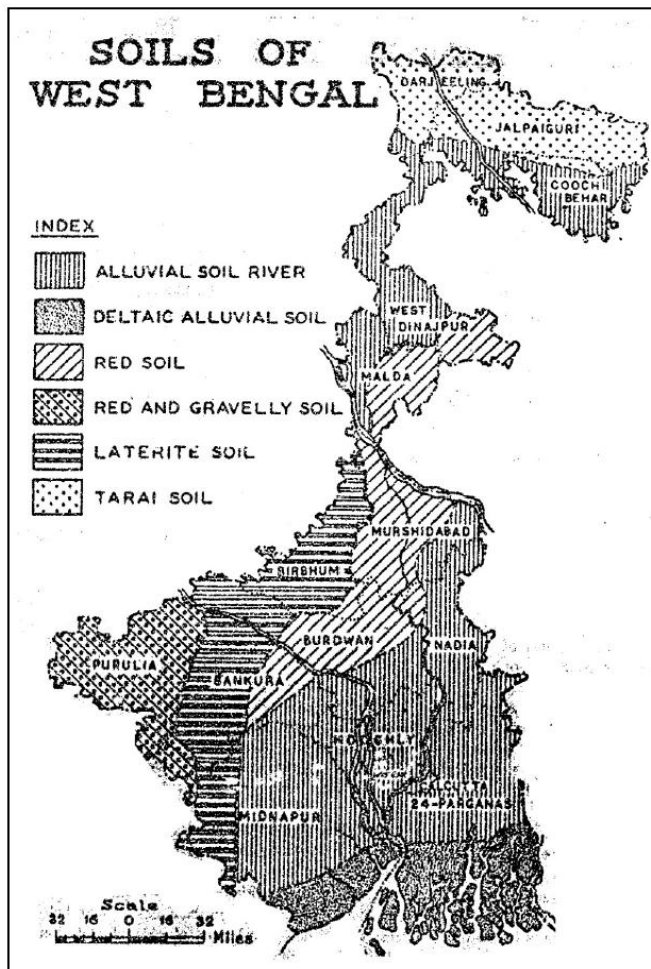 SOILS OF
WEST BENGAL
DARJEELING
JALPAIGURI
COOCH
BEHAR
INDEX
ALLUVIAL SOIL RIVER
DELTAIC ALLUVIAL SOIL
RED SOIL
RED AND GRAVELLY SOIL
LATERITE SOIL
TARAI SOIL
WEST
DINAJPUR
MALDA
MURSHIDABAD
BIRBHUM
BURDWAN
NADIA
PURULIA
BANKURA
HOOGHLY
CALCUTTA
24-PARGANAS
MIDNAPUR
Scale
32 16 0 16 32
Miles